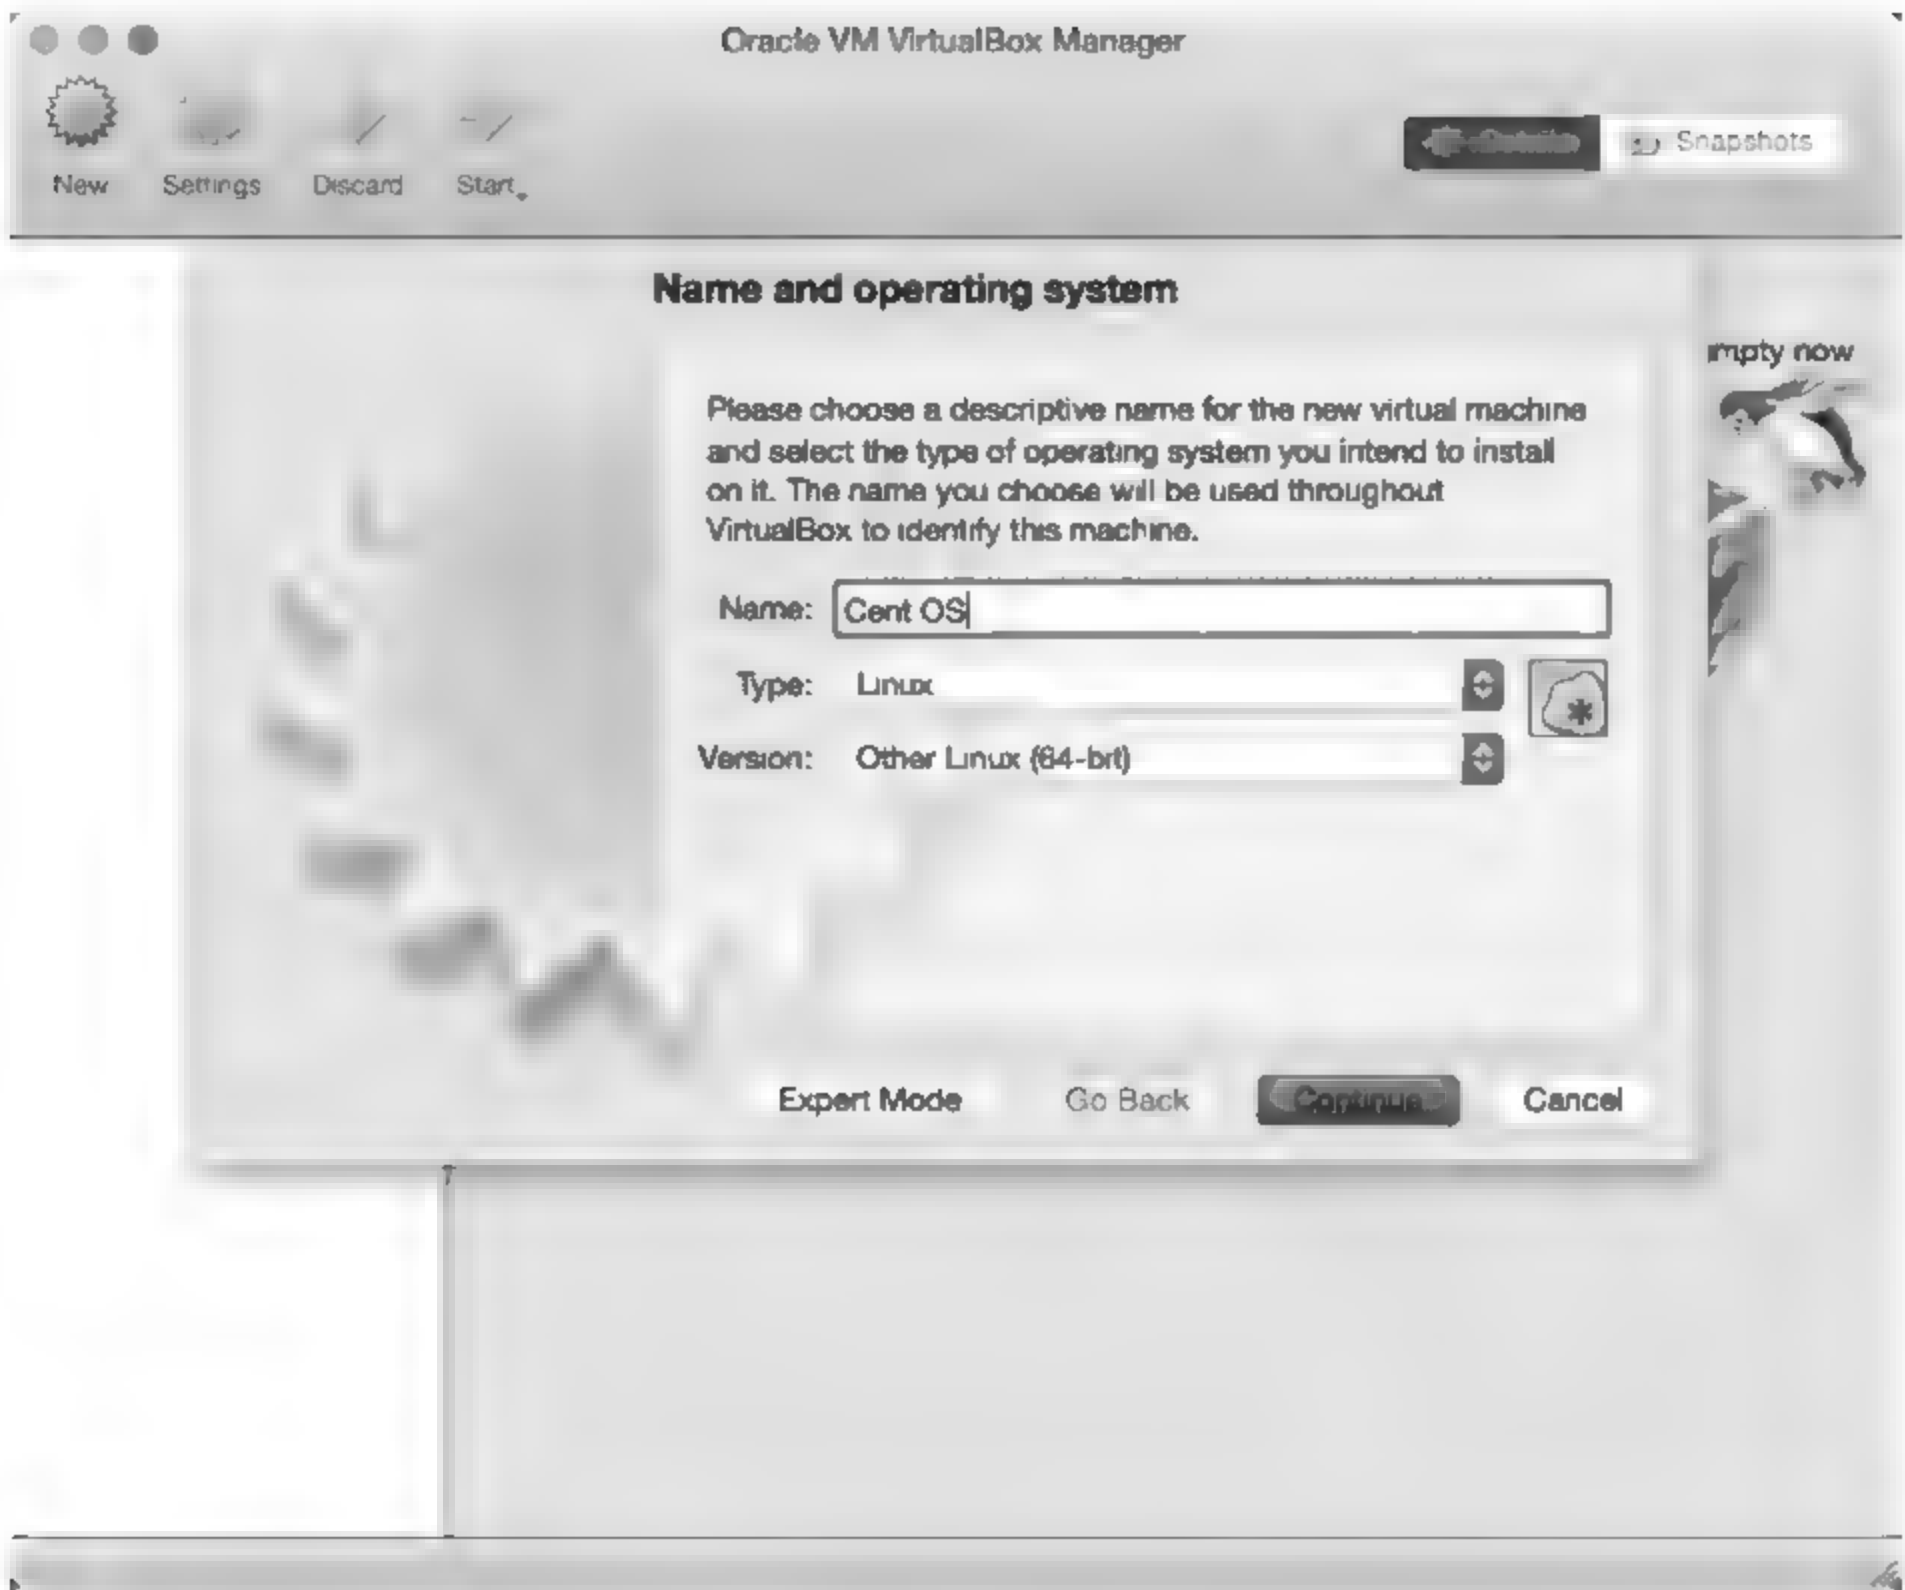 Oracle VM VirtualBox Manager
New
Settings
Discard
Start
Snapshots
Name and operating system
mpty now
Please choose a descriptive name for the new virtual machine
and select the type of operating system you intend to install
on it. The name you choose will be used throughout
VirtualBox to identify this machine.
Name: Cent OS
Type: Linux
Version: Other Linux (64-bit)
Expert Mode
Go Back
Continue
Cancel